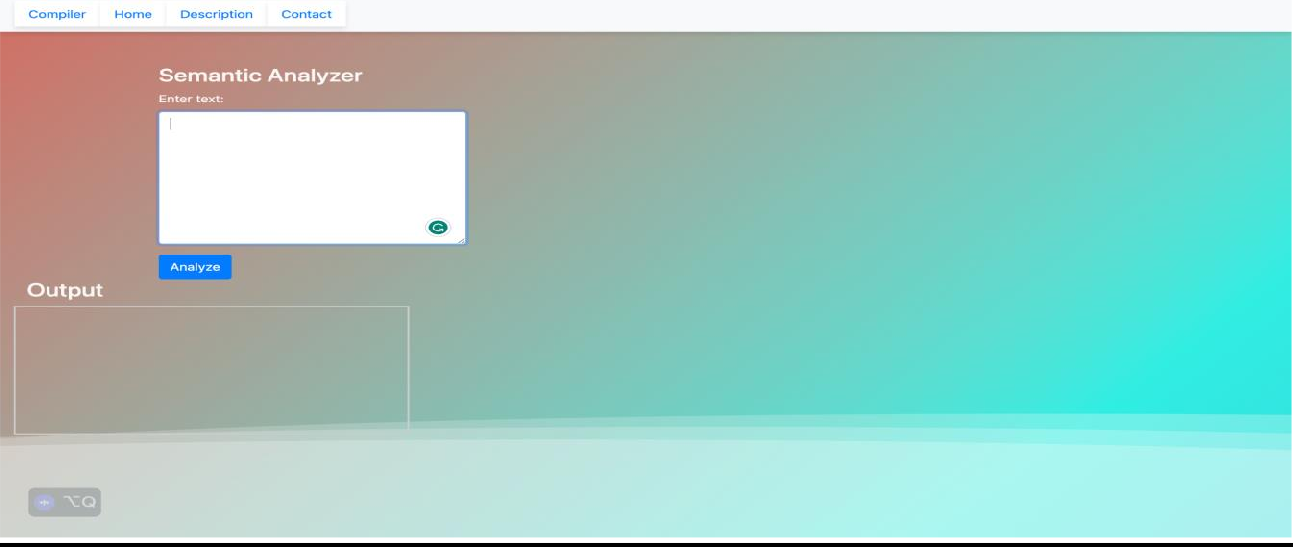 Compiler Home Description Contact
Semantic Analyzer
Enter text:
Analyze
Output
⌥Q